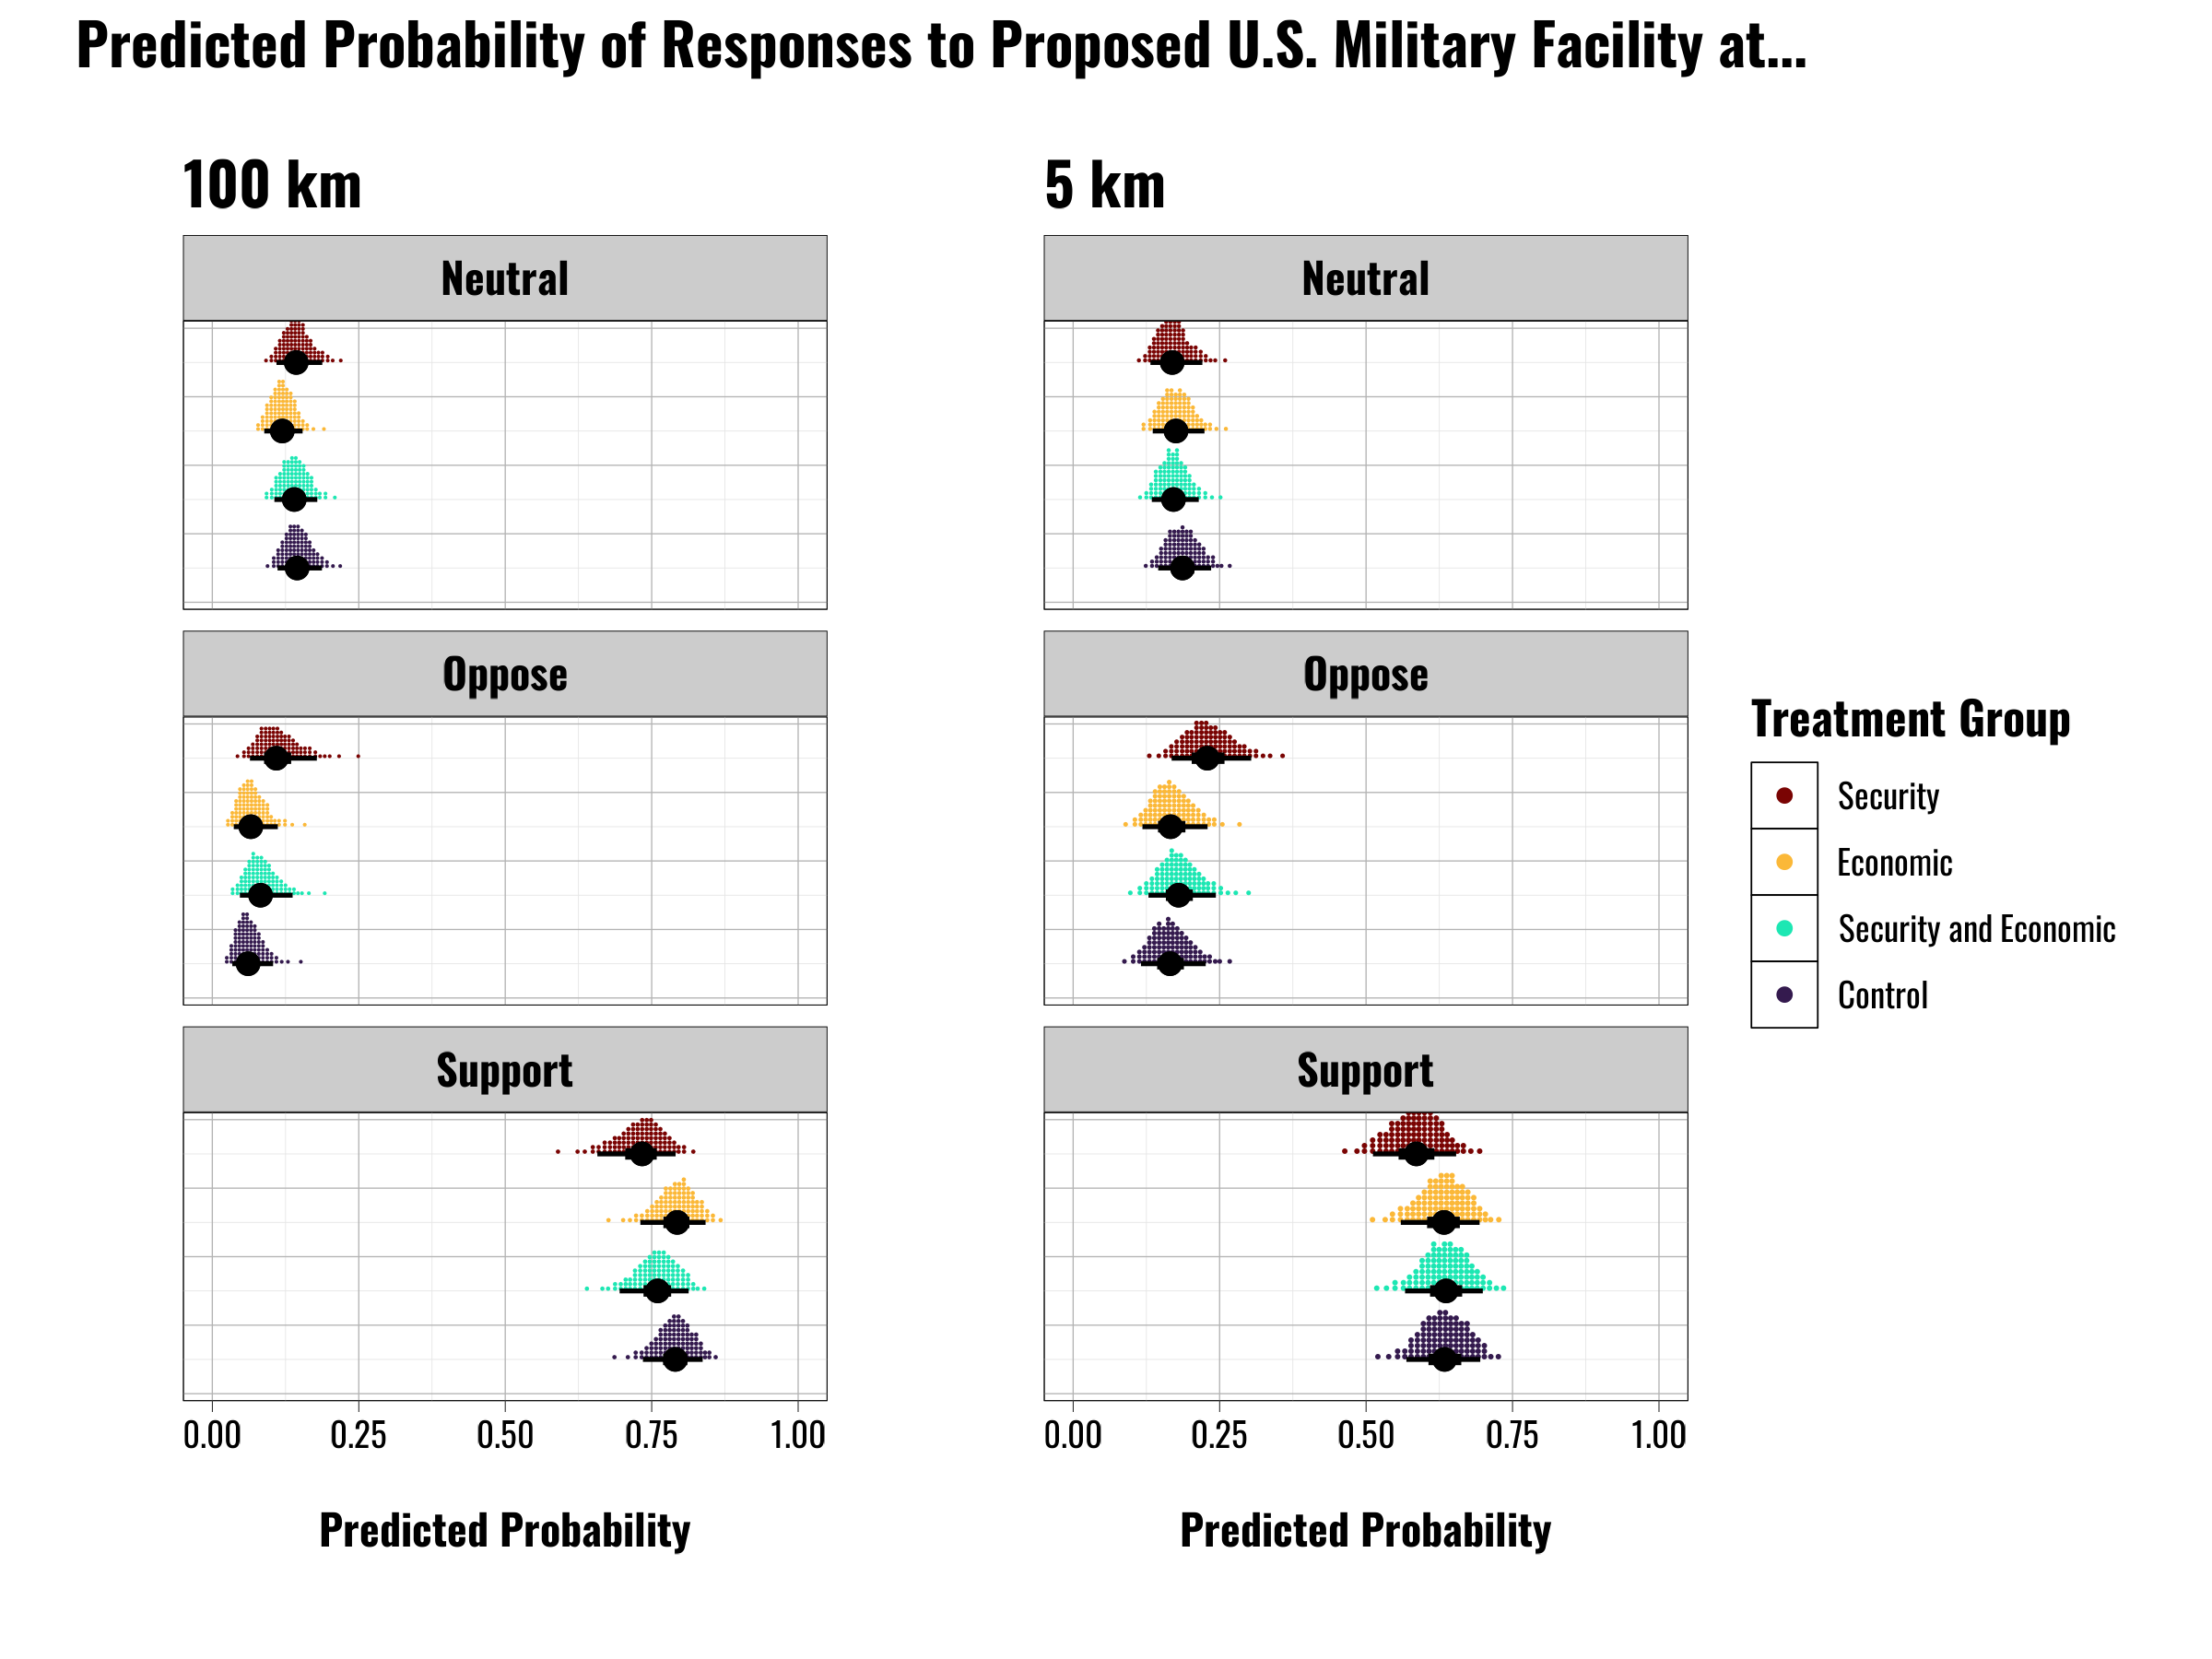 Predicted Probability of Responses to Proposed U.S. Military Facility at...
100 km
Neutral
Oppose
Support
0.00 0.25 0.50 0.75 1.00
Predicted Probability
5 km
Neutral
Oppose
Support
0.00 0.25 0.50 0.75 1.00
Predicted Probability
Treatment Group
Security
Economic
Security and Economic
Control